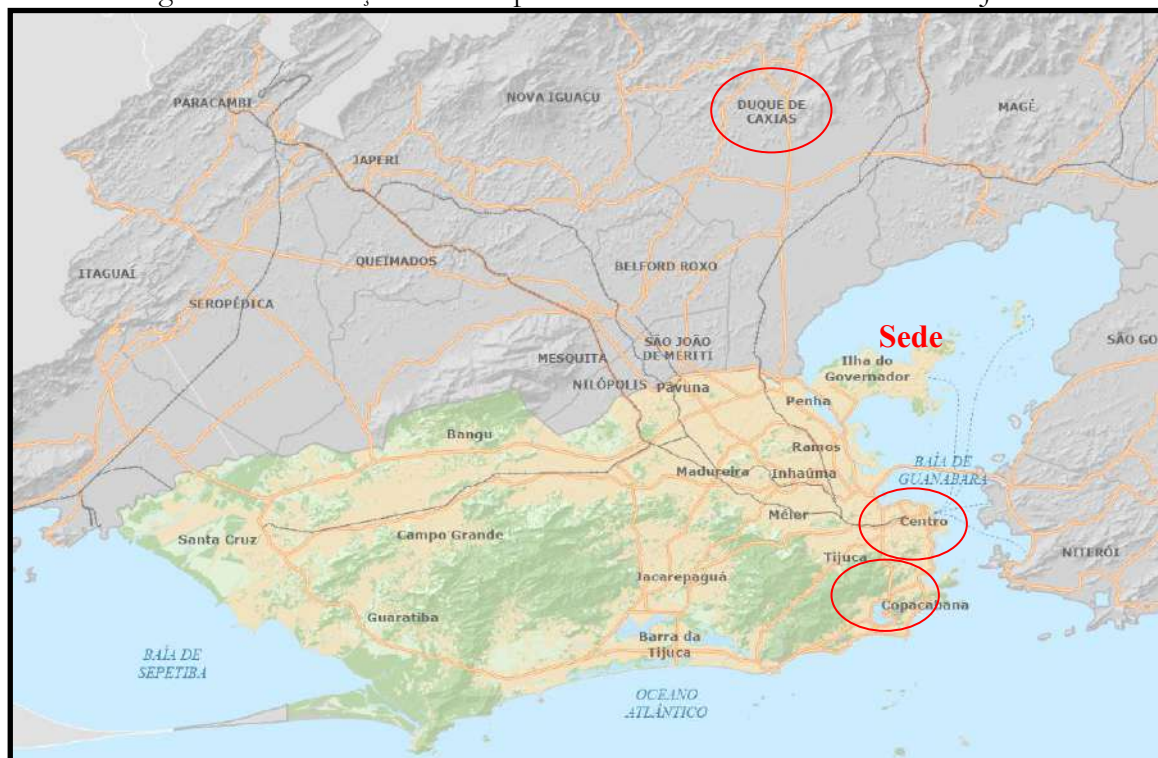 PARACAMBI
NOVA IGUAÇU
DUQUE DE
CAXIAS
MAGÉ
JAPERI
ITAGUAÍ
QUEIMADOS
BELFORD ROXO
SEROPÉDICA
Sede
SÃO JOÃO
DE MERITI
SÃO GO
MESQUITA
Ilha do
Governador
NILÓPOLIS
Pavuna
Penha
Bangu
Ramos
Madureira
Inhaúma
BAÍA DE
GUANABARA
Méier
Centro
Santa Cruz
Campo Grande
Tijuca
NITERÓI
Jacarepaguá
Copacabana
Guaratiba
Barra da
Tijuca
BAÍA DE
SEPETIBA
OCEANO
ATLÂNTICO